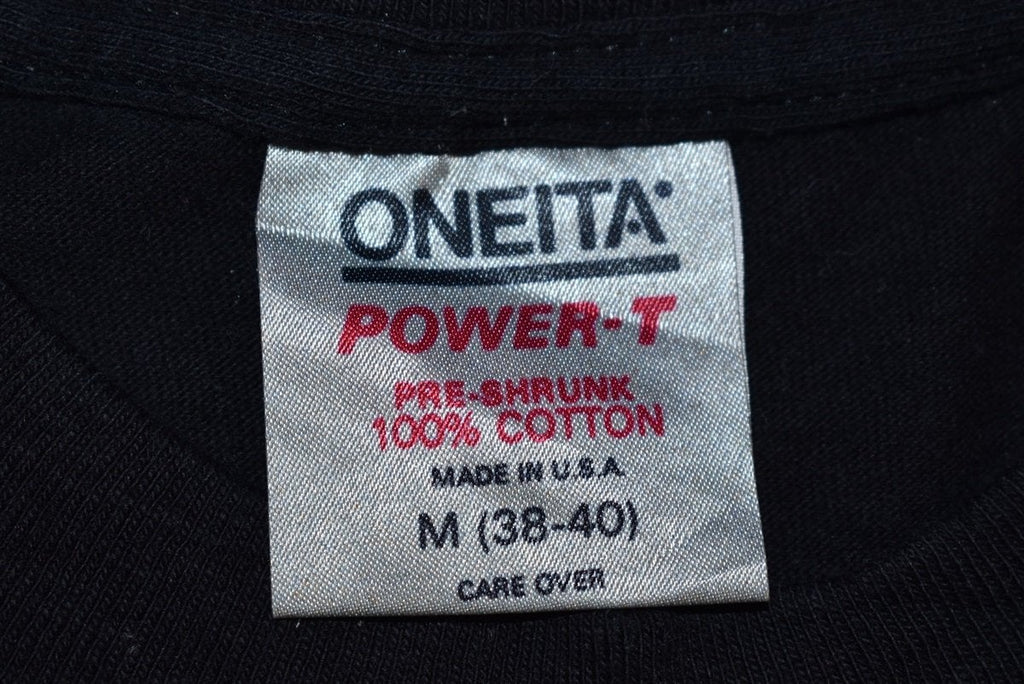 ONEITA
POWER-T
PRE-SHRUNK
100% COTTON
MADE IN U.S.A.
M (38-40)
CARE OVER